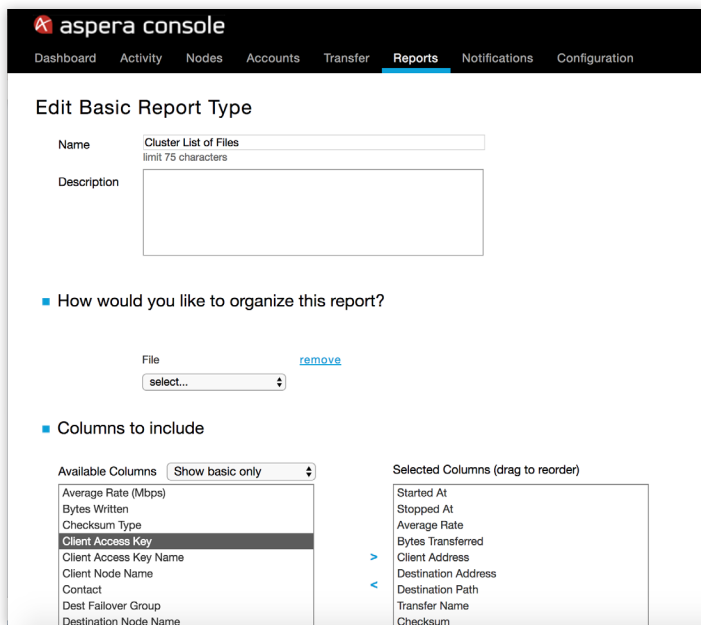 aspera console
Dashboard Activity Nodes Accounts Transfer Reports Notifications Configuration
Edit Basic Report Type
Name
Cluster List of Files
limit 75 characters
Description
How would you like to organize this report?
File remove
select...
Columns to include
Available Columns Show basic only
Average Rate (Mbps)
Bytes Written
Checksum Type
Client Access Key
Client Access Key Name
Client Node Name
Contact
Dest Failover Group
Destination Node Name
>
<
Selected Columns (drag to reorder)
Started At
Stopped At
Average Rate
Bytes Transferred
Client Address
Destination Address
Destination Path
Transfer Name
Checksum